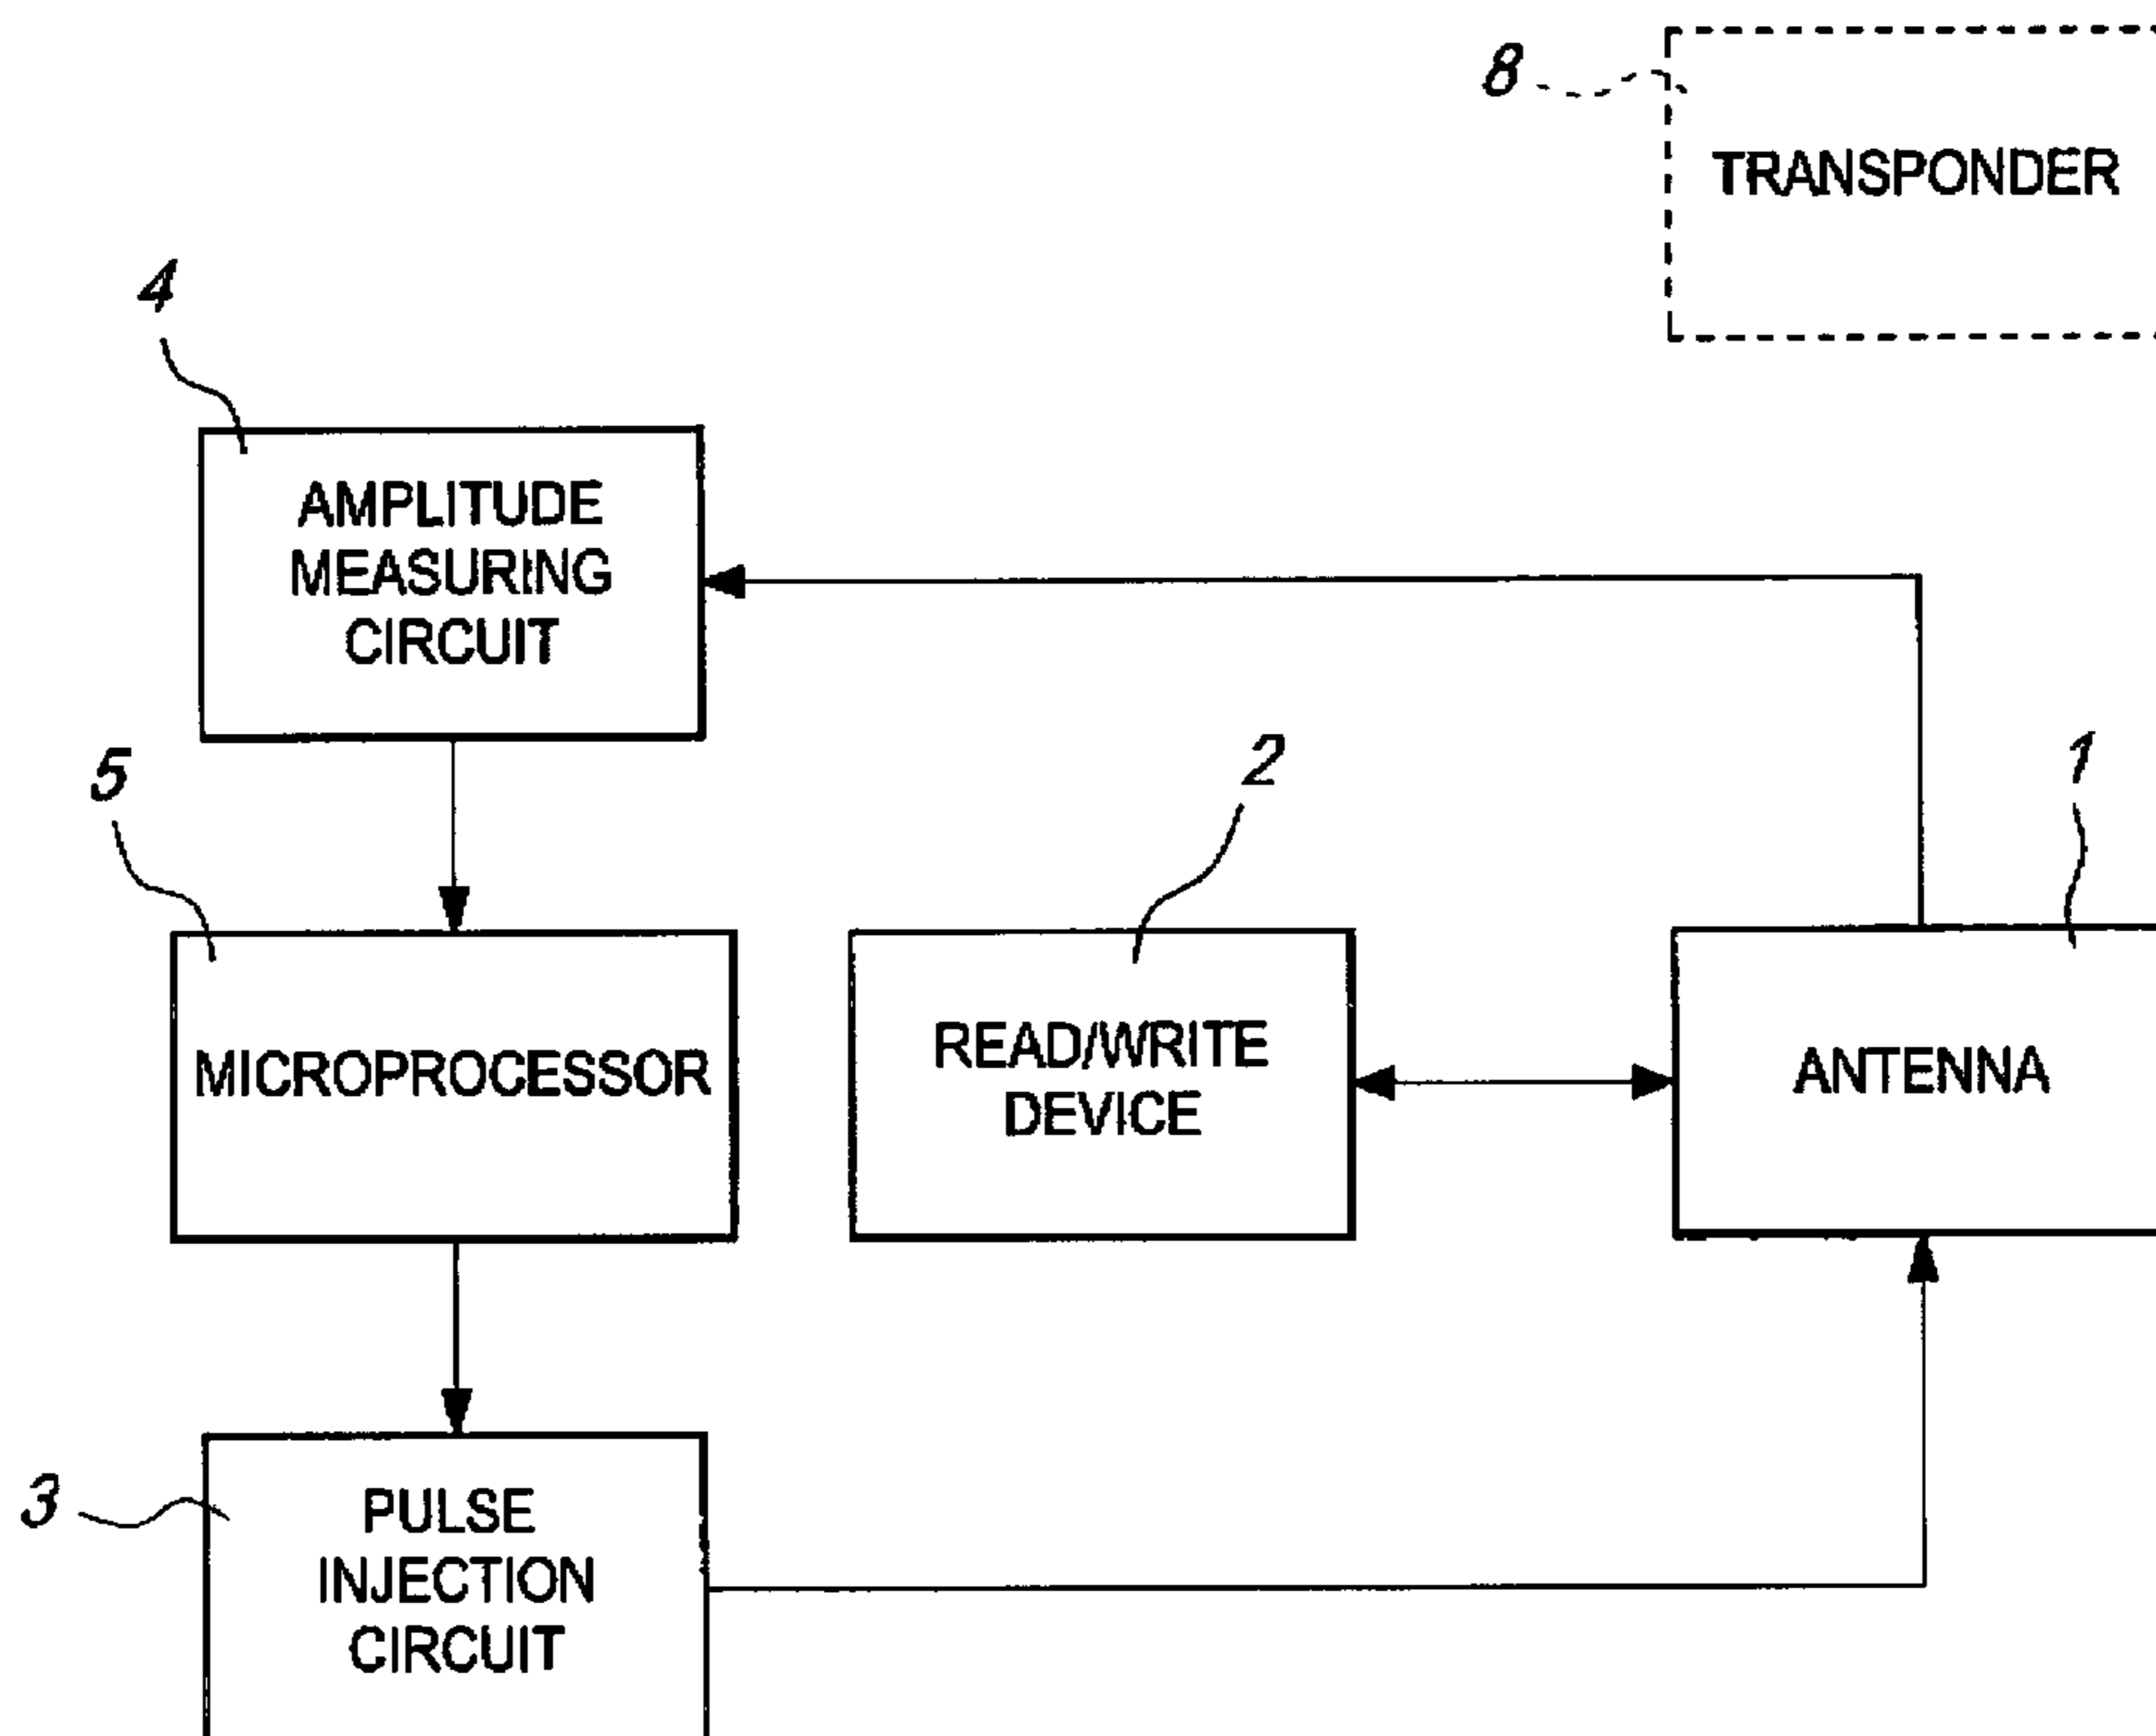 8
TRANSPONDER
4
AMPLITUDE
MEASURING
CIRCUIT
5
2
1
MICROPROCESSOR
READ/WRITE
DEVICE
ANTENNA
3
PULSE
INJECTION
CIRCUIT